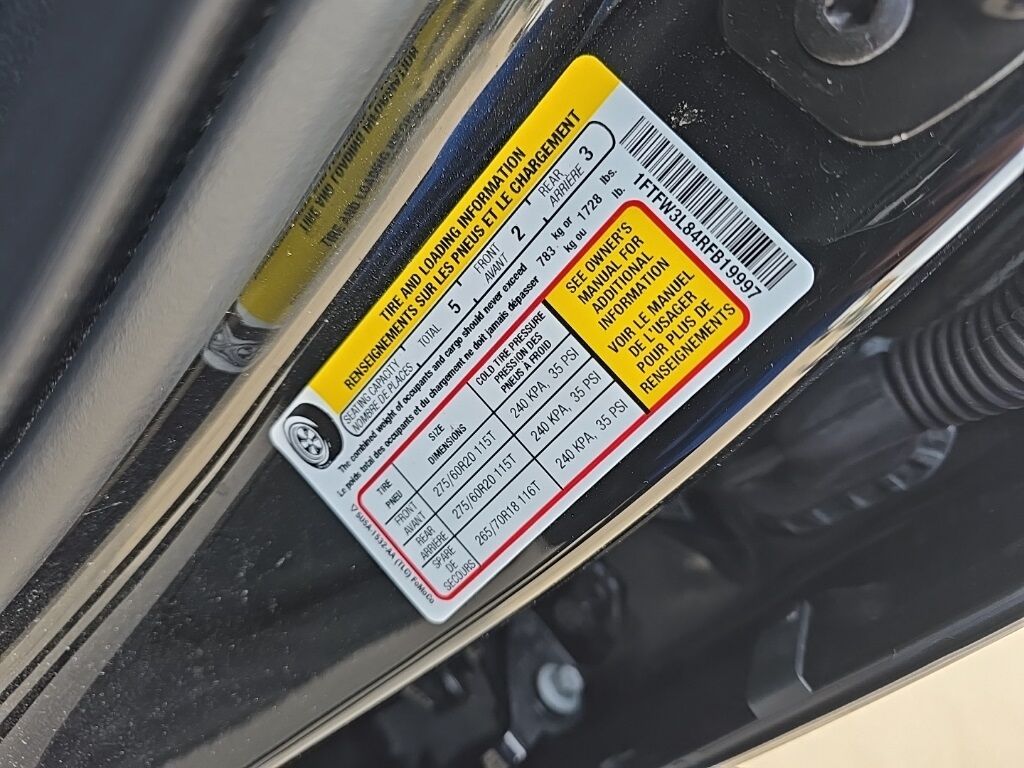 TIRE AND LOADING INFORMATION
RENSEIGNEMENTS SUR LES PNEUS ET LE CHARGEMENT
SEATING CAPACITY
NOMBRE DE PLACES
TOTAL 5
FRONT
AVANT
2
REAR
ARRIÈRE
3
The combined weight of occupants and cargo should never exceed 783 kg or 1728 lbs.
Le poids total des occupants et du chargement ne doit jamais dépasser kg ou lb.
TIRE
PNEU
SIZE
DIMENSIONS
COLD TIRE PRESSURE
PRESSION DES
PNEUS A FROID
FRONT
AVANT
275/60R20 115T
240 KPA, 35 PSI
REAR
ARRIÈRE
275/60R20 115T
240 KPA, 35 PSI
SPARE
DE
SECOURS
265/70R18 116T
240 KPA, 35 PSI
SEE OWNER'S
MANUAL FOR
ADDITIONAL
INFORMATION
VOIR LE MANUEL
DE L'USAGER
POUR PLUS DE
RENSEIGNEMENTS
1FTFW3L84RFB19997
5USA-1532-AA (TLC) FoMoCo